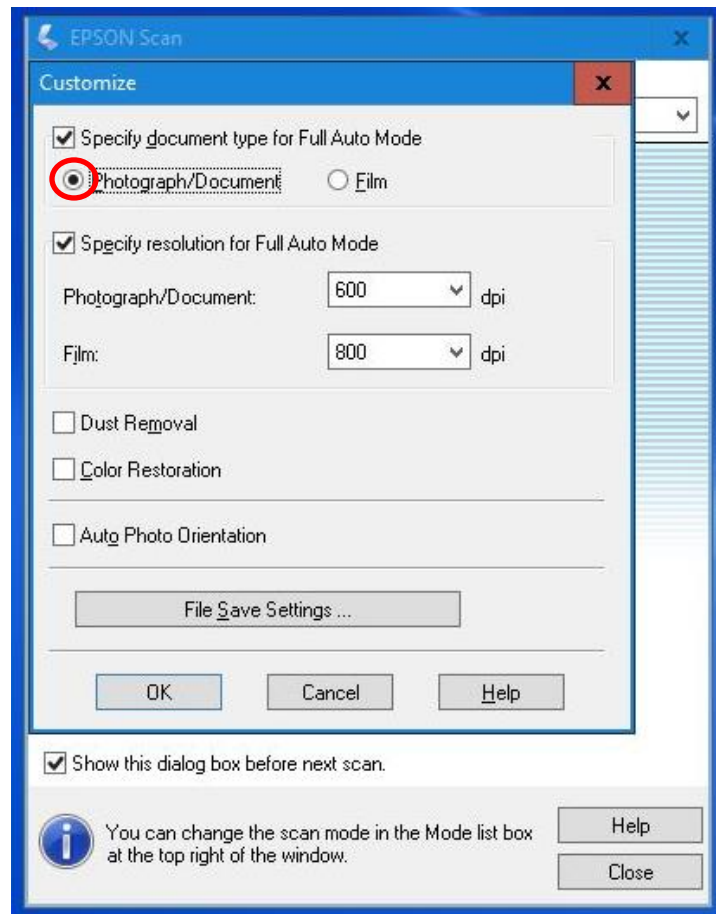 EPSON Scan
Customize
Specify document type for Full Auto Mode
Photograph/Document Film
Specify resolution for Full Auto Mode
Photograph/Document: 600 dpi
Film: 800 dpi
Dust Removal
Color Restoration
Auto Photo Orientation
File Save Settings ...
OK Cancel Help
Show this dialog box before next scan.
You can change the scan mode in the Mode list box
at the top right of the window.
Help
Close